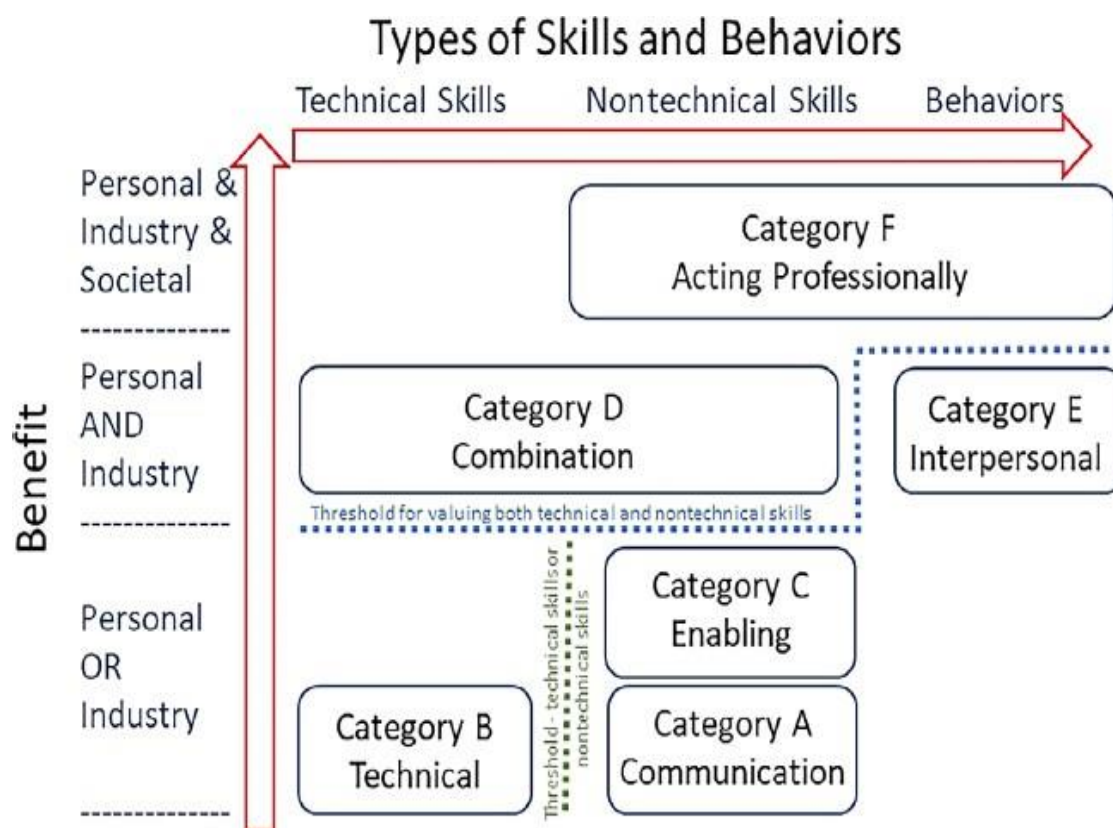 Types of Skills and Behaviors
Technical Skills
Nontechnical Skills
Behaviors
Benefit
Personal &
Industry &
Societal
--------------
Category F
Acting Professionally
Personal
AND
Industry
--------------
Category D
Combination
Category E
Interpersonal
Threshold for valuing both technical and nontechnical skills
Personal
OR
Industry
--------------
Threshold - technical skills or
nontechnical skills
Category C
Enabling
Category B
Technical
Category A
Communication